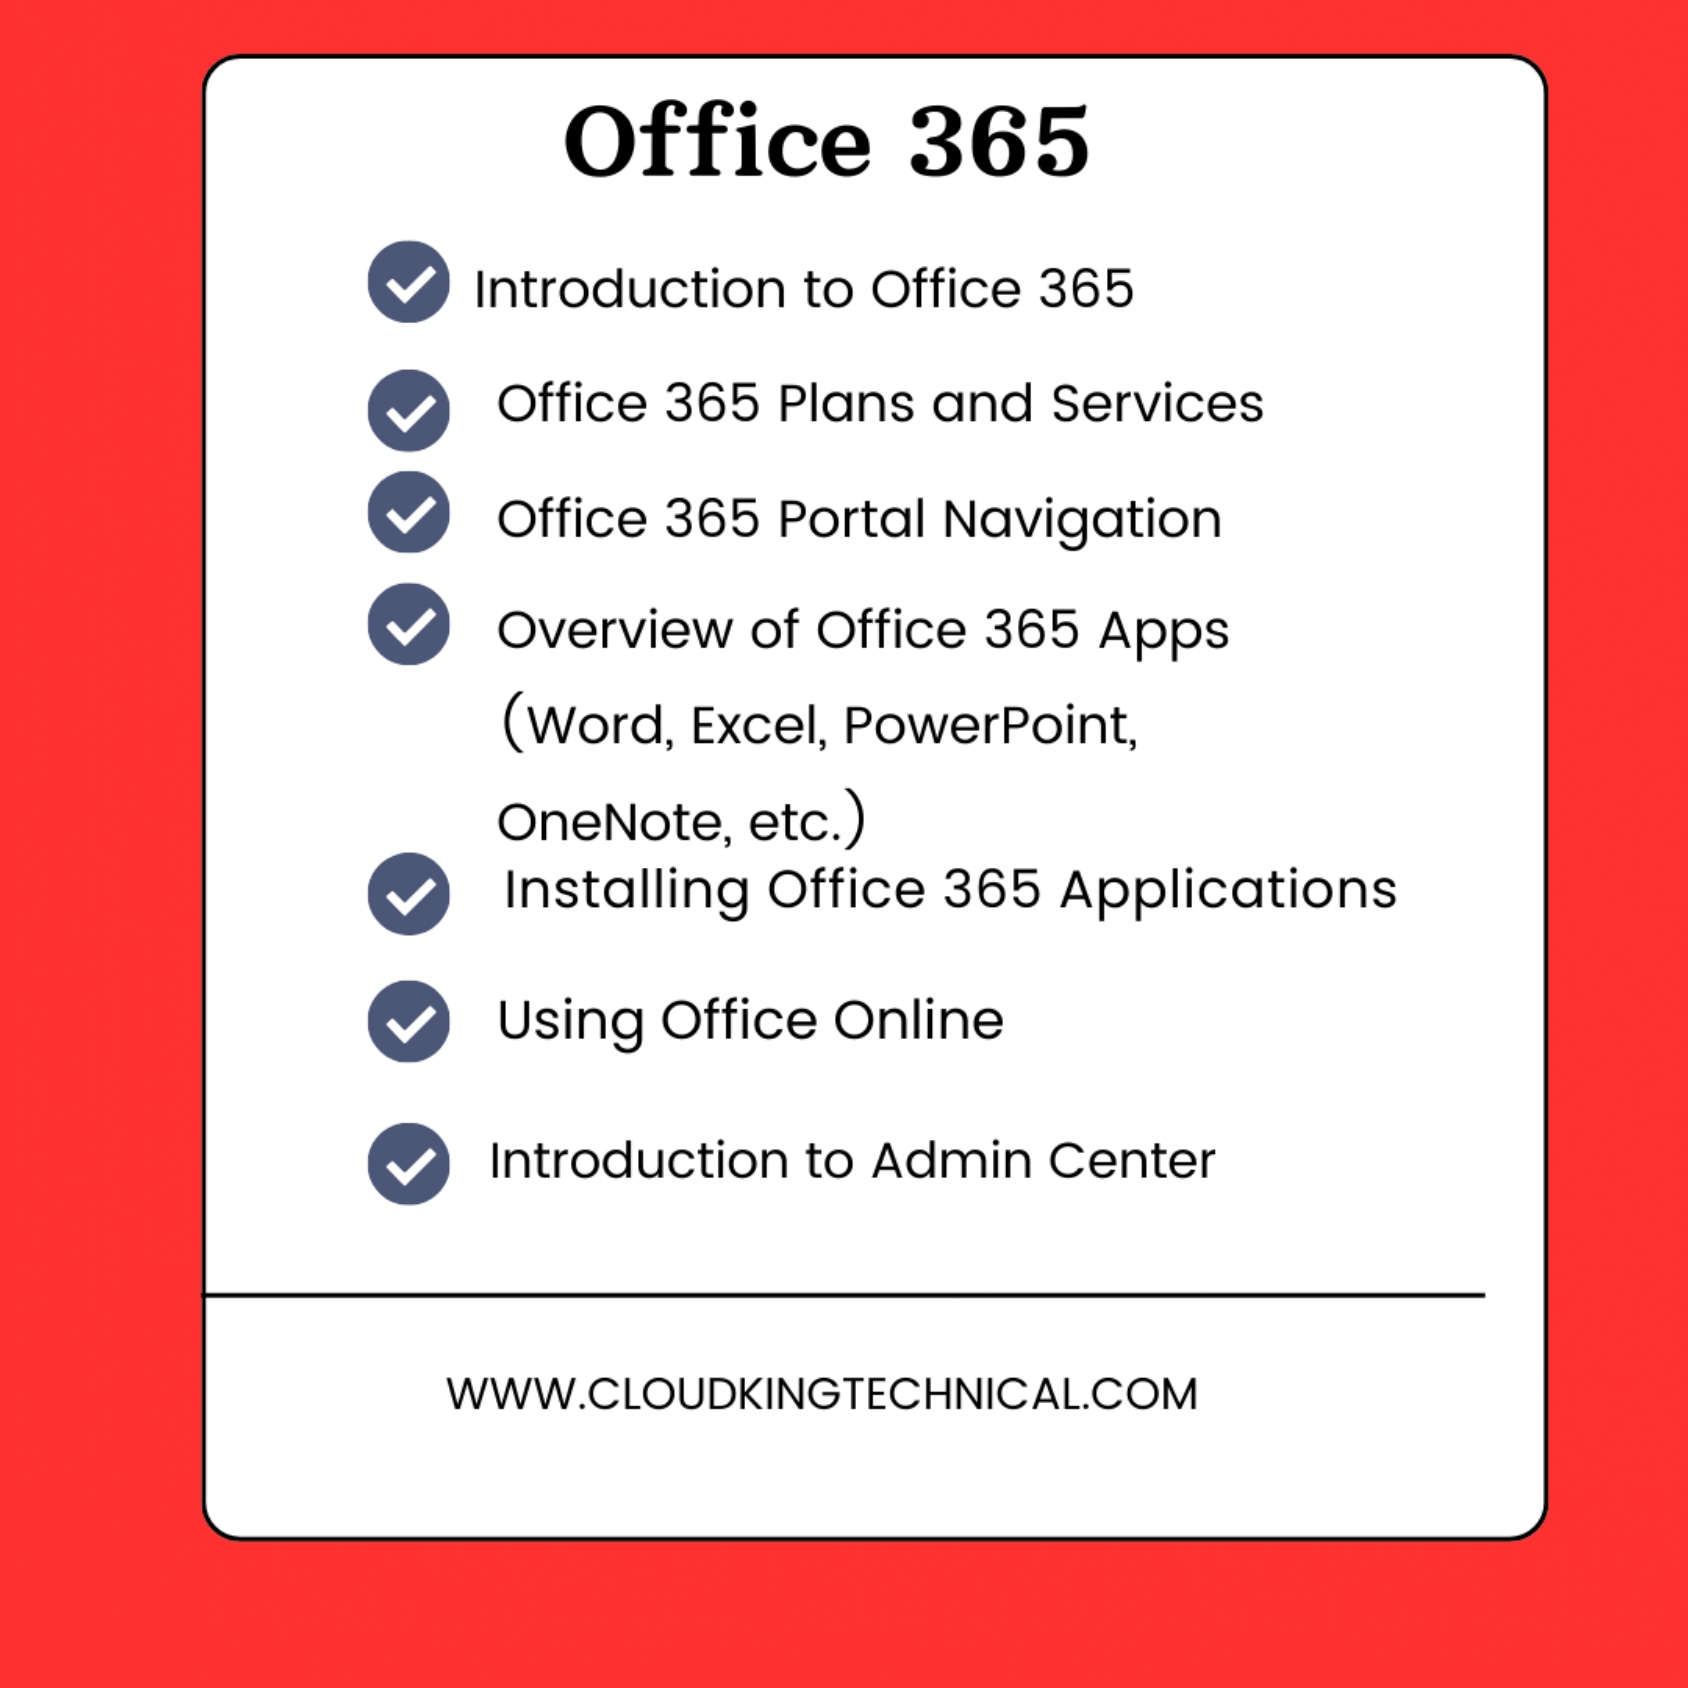 Office 365
Introduction to Office 365
Office 365 Plans and Services
Office 365 Portal Navigation
Overview of Office 365 Apps
(Word, Excel, PowerPoint,
OneNote, etc.)
Installing Office 365 Applications
Using Office Online
Introduction to Admin Center
WWW.CLOUDKINGTECHNICAL.COM